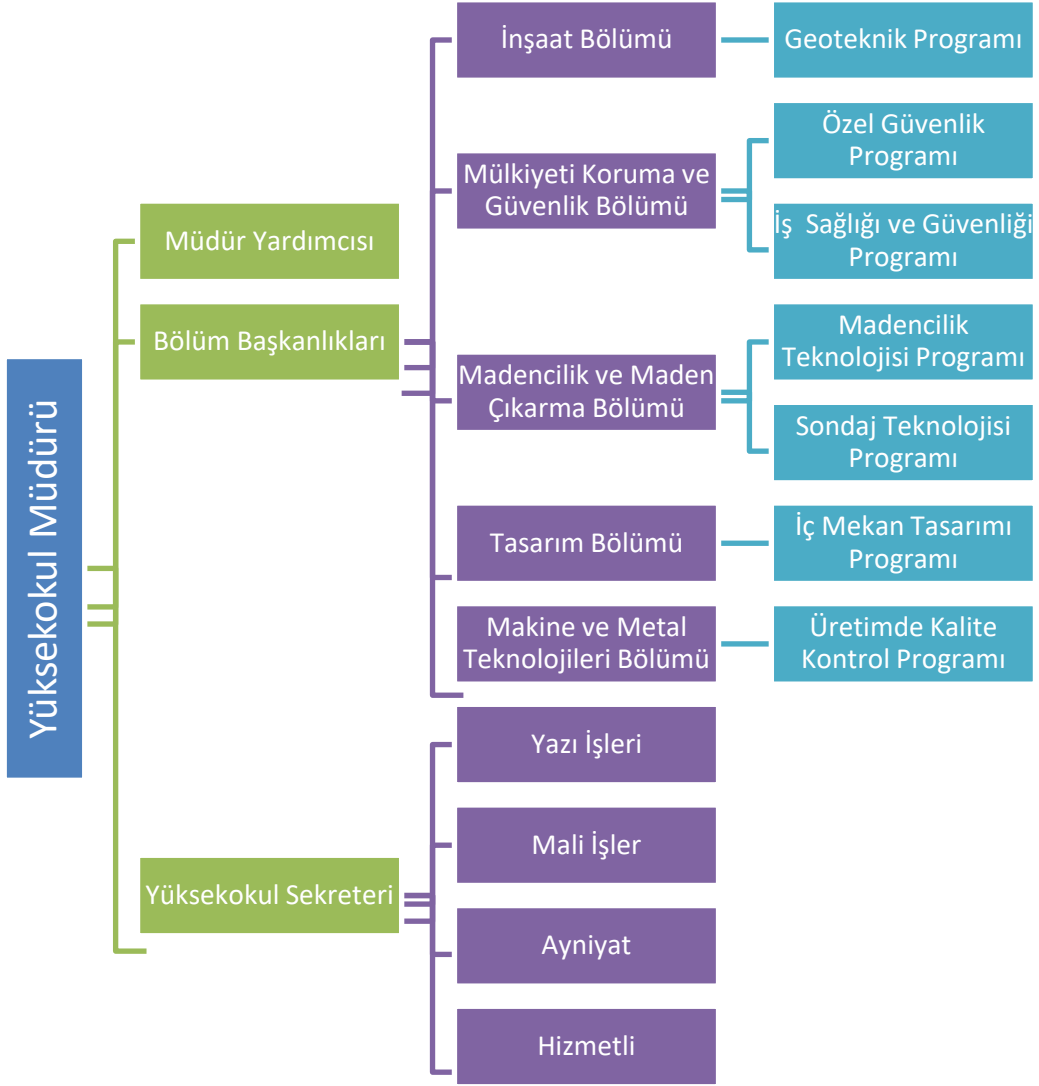 Yüksekokul Müdürü
Müdür Yardımcısı
Bölüm Başkanlıkları
İnşaat Bölümü
Geoteknik Programı
Mülkiyeti Koruma ve
Güvenlik Bölümü
Özel Güvenlik
Programı
İş  Sağlığı ve Güvenliği
Programı
Madencilik ve Maden
Çıkarma Bölümü
Madencilik
Teknolojisi Programı
Sondaj Teknolojisi
Programı
Tasarım Bölümü
İç Mekan Tasarımı
Programı
Makine ve Metal
Teknolojileri Bölümü
Üretimde Kalite
Kontrol Programı
Yüksekokul Sekreteri
Yazı İşleri
Mali İşler
Ayniyat
Hizmetli